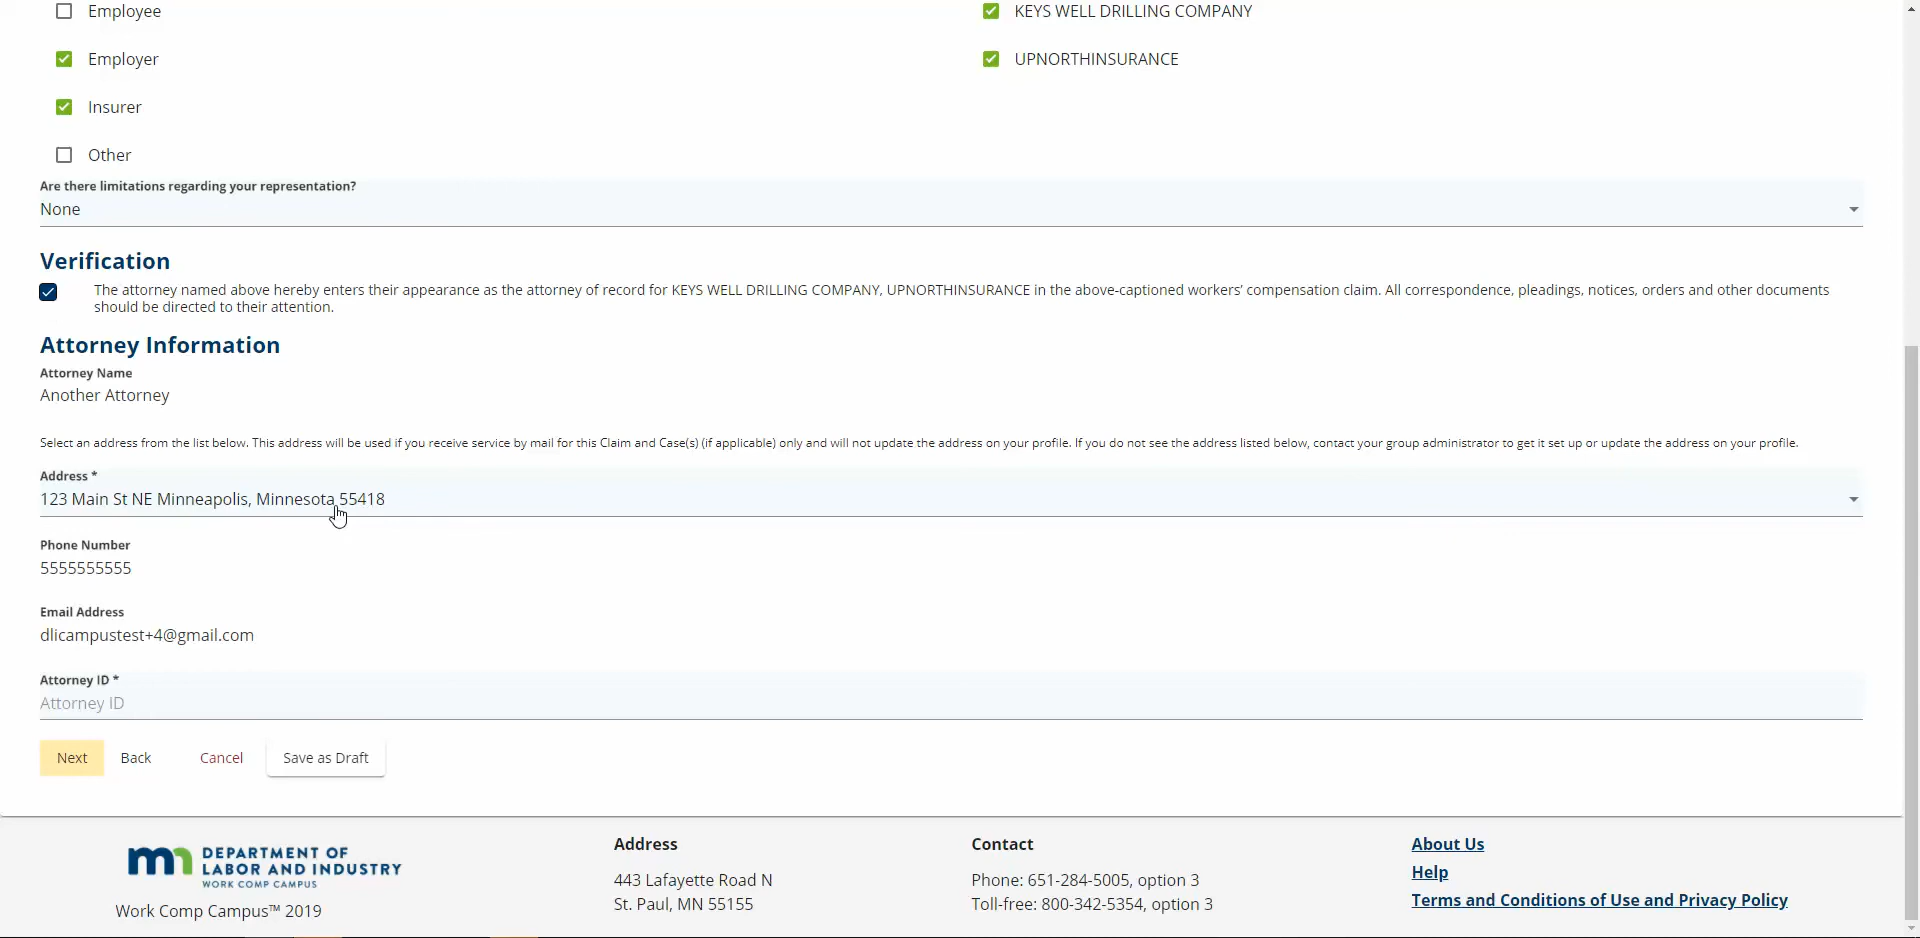 Employee
KEYS WELL DRILLING COMPANY
Employer
UPNORTHINSURANCE
Insurer
Other
Are there limitations regarding your representation?
None
Verification
The attorney named above hereby enters their appearance as the attorney of record for KEYS WELL DRILLING COMPANY, UPNORTHINSURANCE in the above-captioned workers’ compensation claim. All correspondence, pleadings, notices, orders and other documents
should be directed to their attention.
Attorney Information
Attorney Name
Another Attorney
Select an address from the list below. This address will be used if you receive service by mail for this Claim and Case(s) (if applicable) only and will not update the address on your profile. If you do not see the address listed below, contact your group administrator to get it set up or update the address on your profile.
Address *
123 Main St NE Minneapolis, Minnesota 55418
Phone Number
5555555555
Email Address
dlicampustest+4@gmail.com
Attorney ID *
Attorney ID
Next Back Cancel Save as Draft
mn DEPARTMENT OF
LABOR AND INDUSTRY
WORK COMP CAMPUS
Work Comp Campus™ 2019
Address
443 Lafayette Road N
St. Paul, MN 55155
Contact
Phone: 651-284-5005, option 3
Toll-free: 800-342-5354, option 3
About Us
Help
Terms and Conditions of Use and Privacy Policy